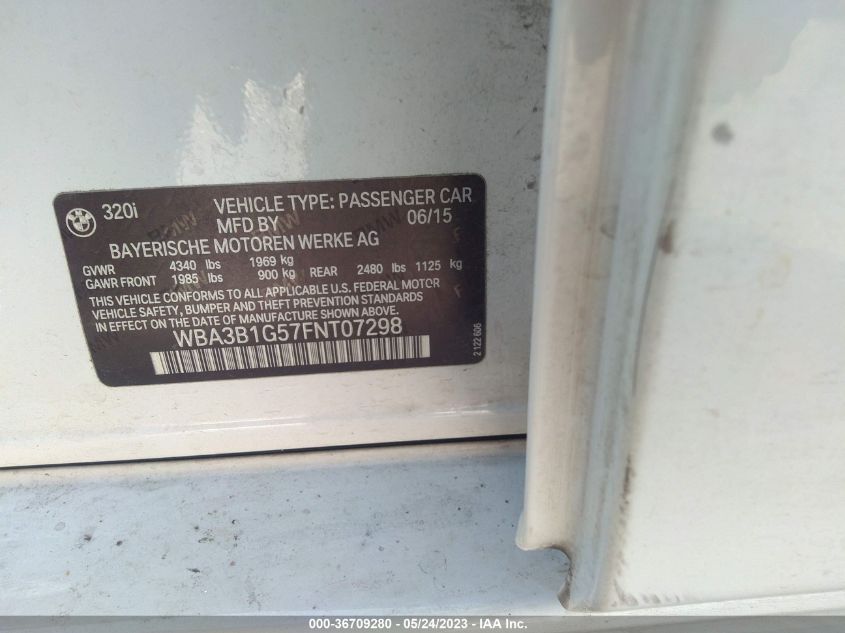 320i VEHICLE TYPE: PASSENGER CAR
MFD BY 06/15
BAYERISCHE MOTOREN WERKE AG
GVWR 4340 lbs 1969 kg
GAWR FRONT 1985 lbs 900 kg REAR 2480 lbs 1125 kg
THIS VEHICLE CONFORMS TO ALL APPLICABLE U.S. FEDERAL MOTOR
VEHICLE SAFETY, BUMPER AND THEFT PREVENTION STANDARDS
IN EFFECT ON THE DATE OF MANUFACTURE SHOWN ABOVE.
WBA3B1G57FNT07298
2 122 606
000-36709280 - 05/24/2023 - IAA Inc.